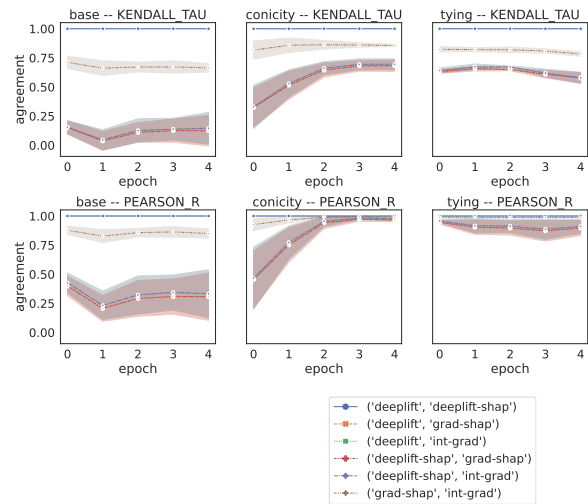 base -- KENDALL_TAU
conicity -- KENDALL_TAU
tying -- KENDALL_TAU
1.00
0.75
0.50
0.25
0.00
agreement
0 1 2 3 4
epoch
0 1 2 3 4
epoch
0 1 2 3 4
epoch
base -- PEARSON_R
conicity -- PEARSON_R
tying -- PEARSON_R
1.00
0.75
0.50
0.25
0.00
agreement
0 1 2 3 4
epoch
0 1 2 3 4
epoch
0 1 2 3 4
epoch
('deeplift', 'deeplift-shap')
('deeplift', 'grad-shap')
('deeplift', 'int-grad')
('deeplift-shap', 'grad-shap')
('deeplift-shap', 'int-grad')
('grad-shap', 'int-grad')